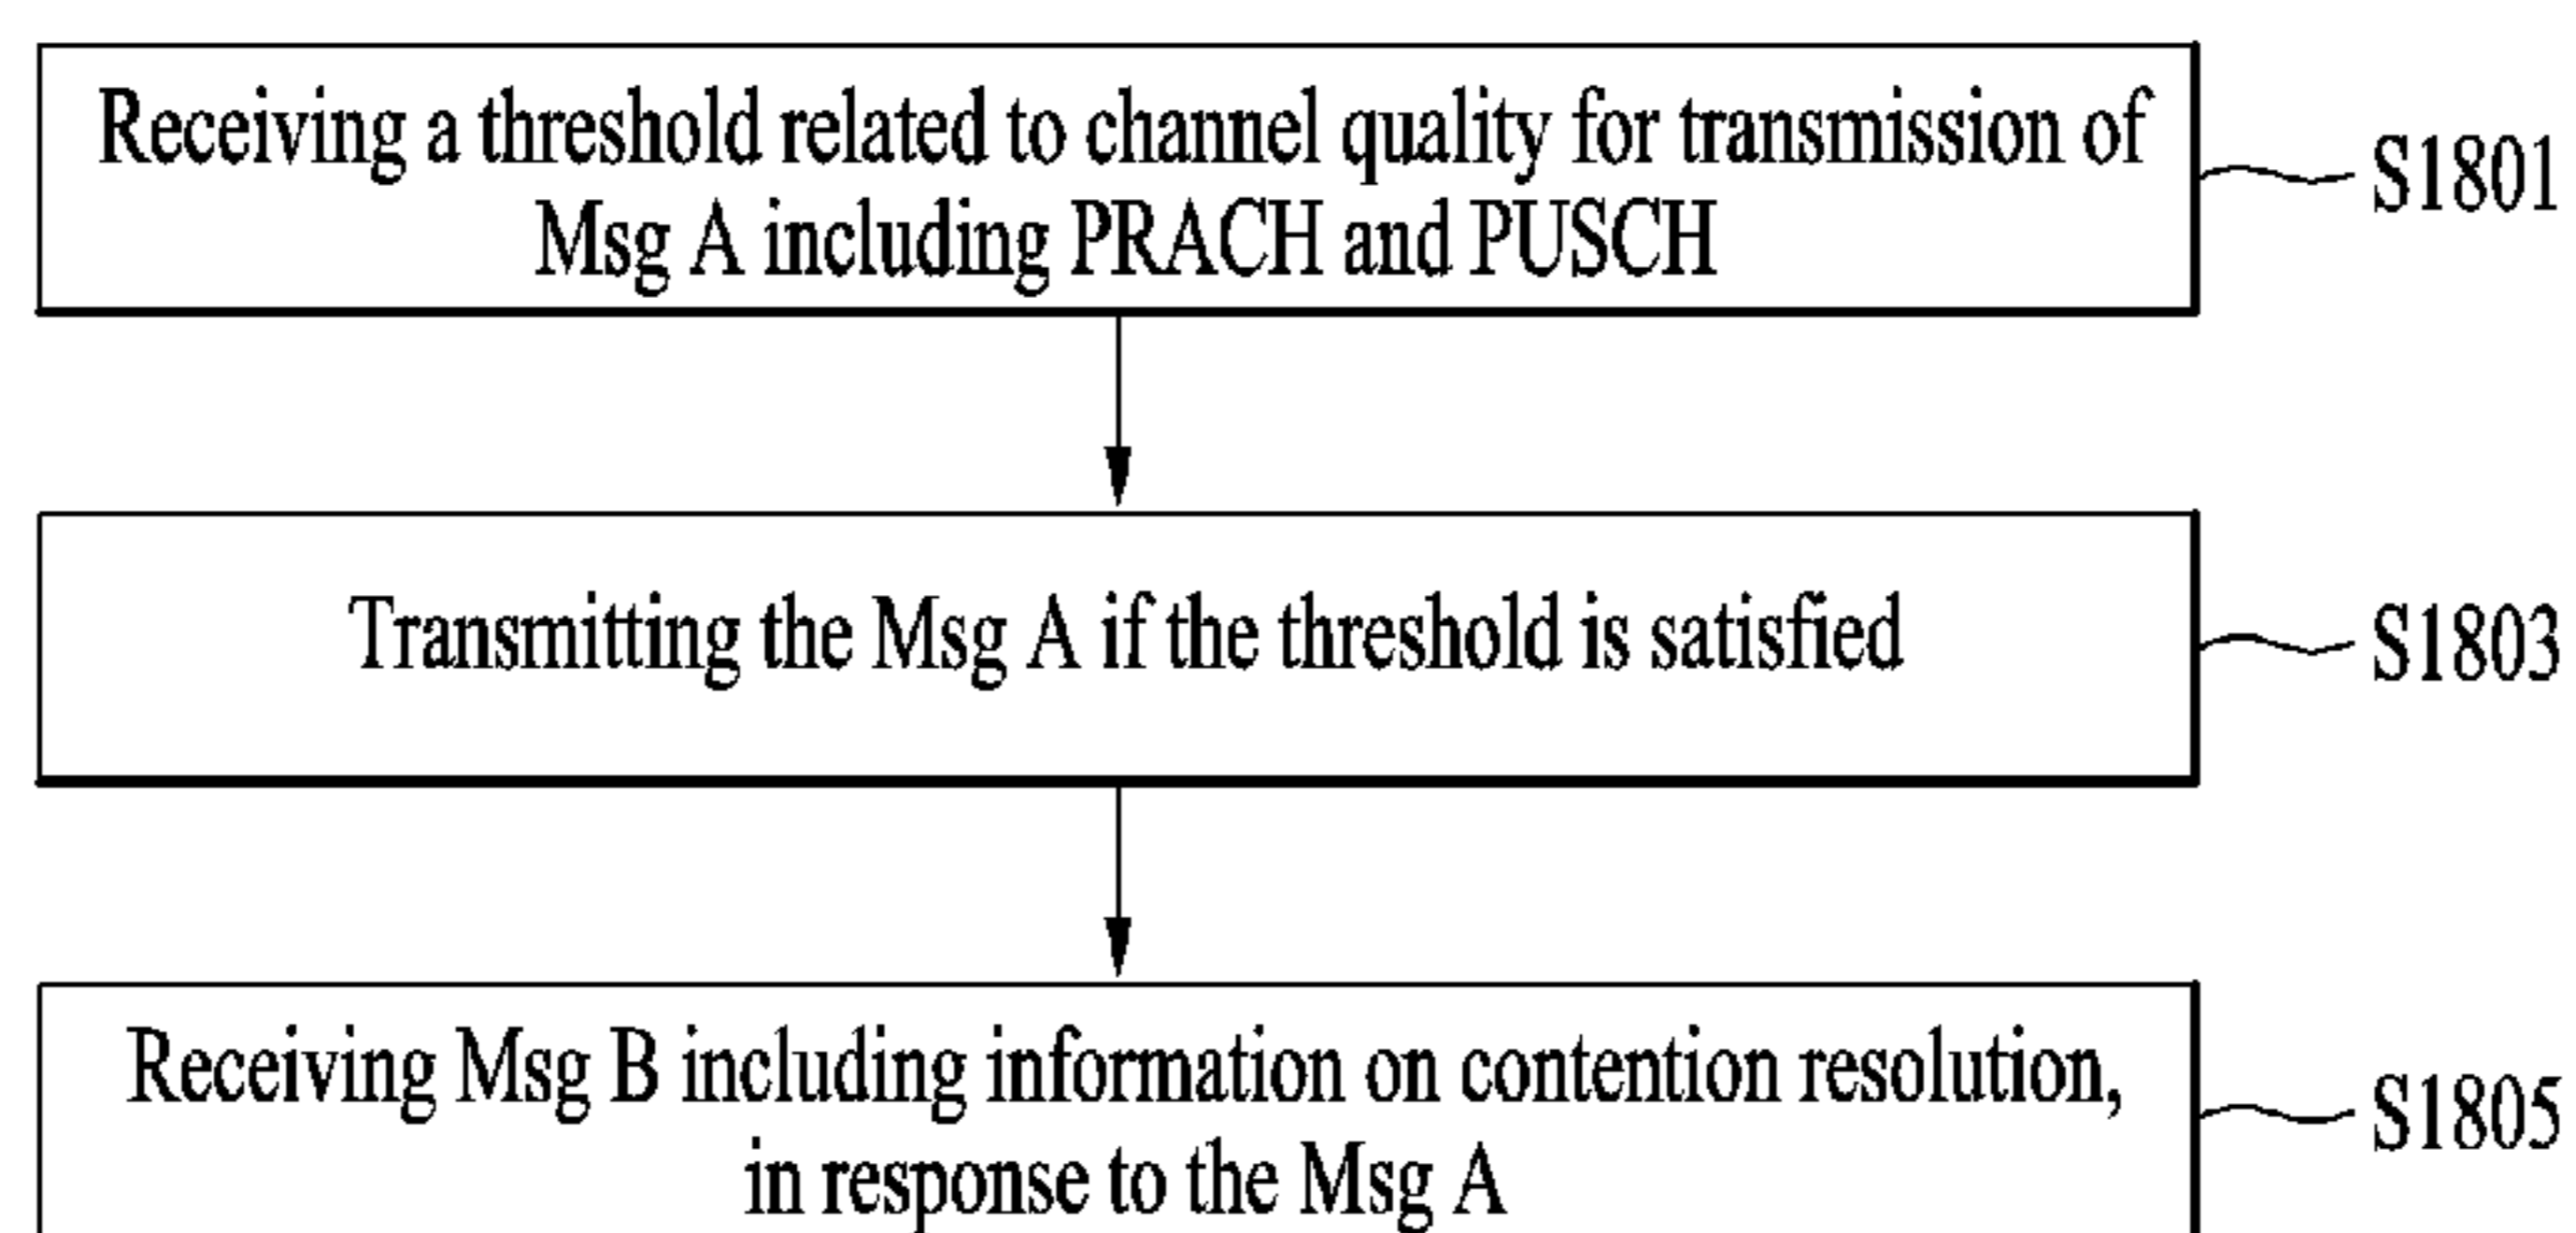 Receiving a threshold related to channel quality for transmission of
Msg A including PRACH and PUSCH
S1801
Transmitting the Msg A if the threshold is satisfied
S1803
Receiving Msg B including information on contention resolution,
in response to the Msg A
S1805